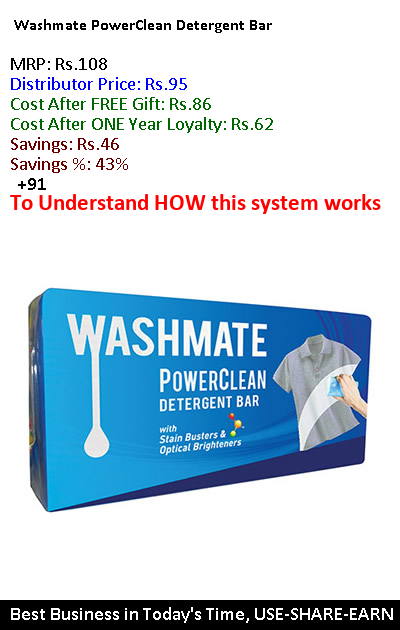 Washmate PowerClean Detergent Bar
MRP: Rs.108
Distributor Price: Rs.95
Cost After FREE Gift: Rs.86
Cost After ONE Year Loyalty: Rs.62
Savings: Rs.46
Savings %: 43%
+91
To Understand HOW this system works
WASHMATE
POWERCLEAN
DETERGENT BAR
with
Stain Busters &
Optical Brighteners
Best Business in Today's Time, USE-SHARE-EARN